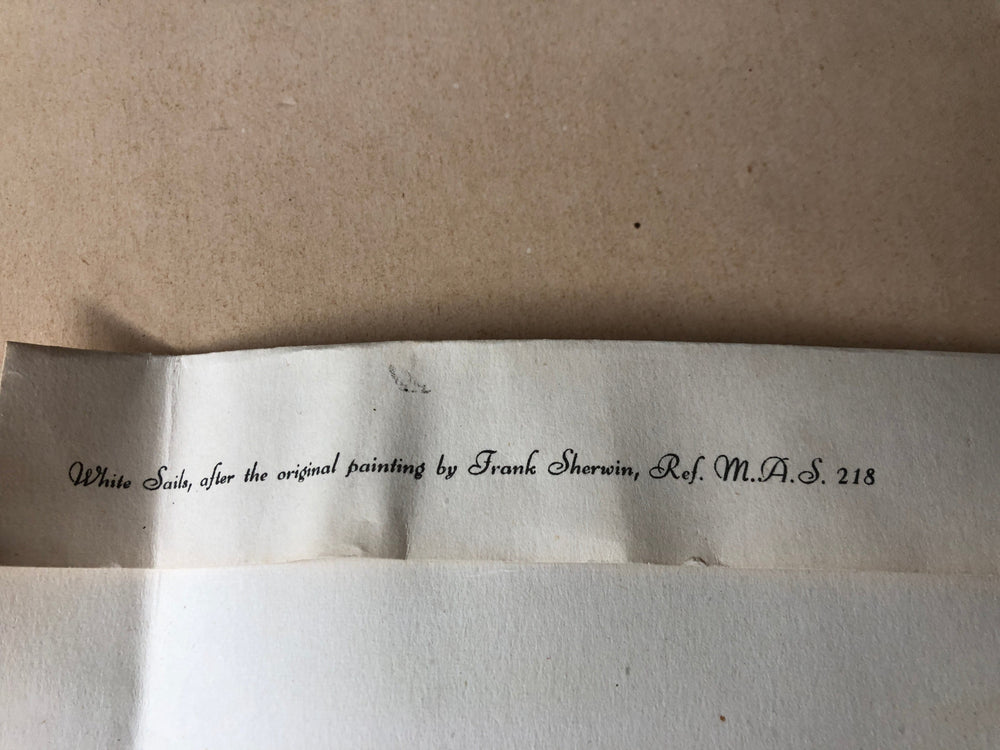 White Sails, after the original painting by Frank Sherwin, Ref. M.A.S. 218